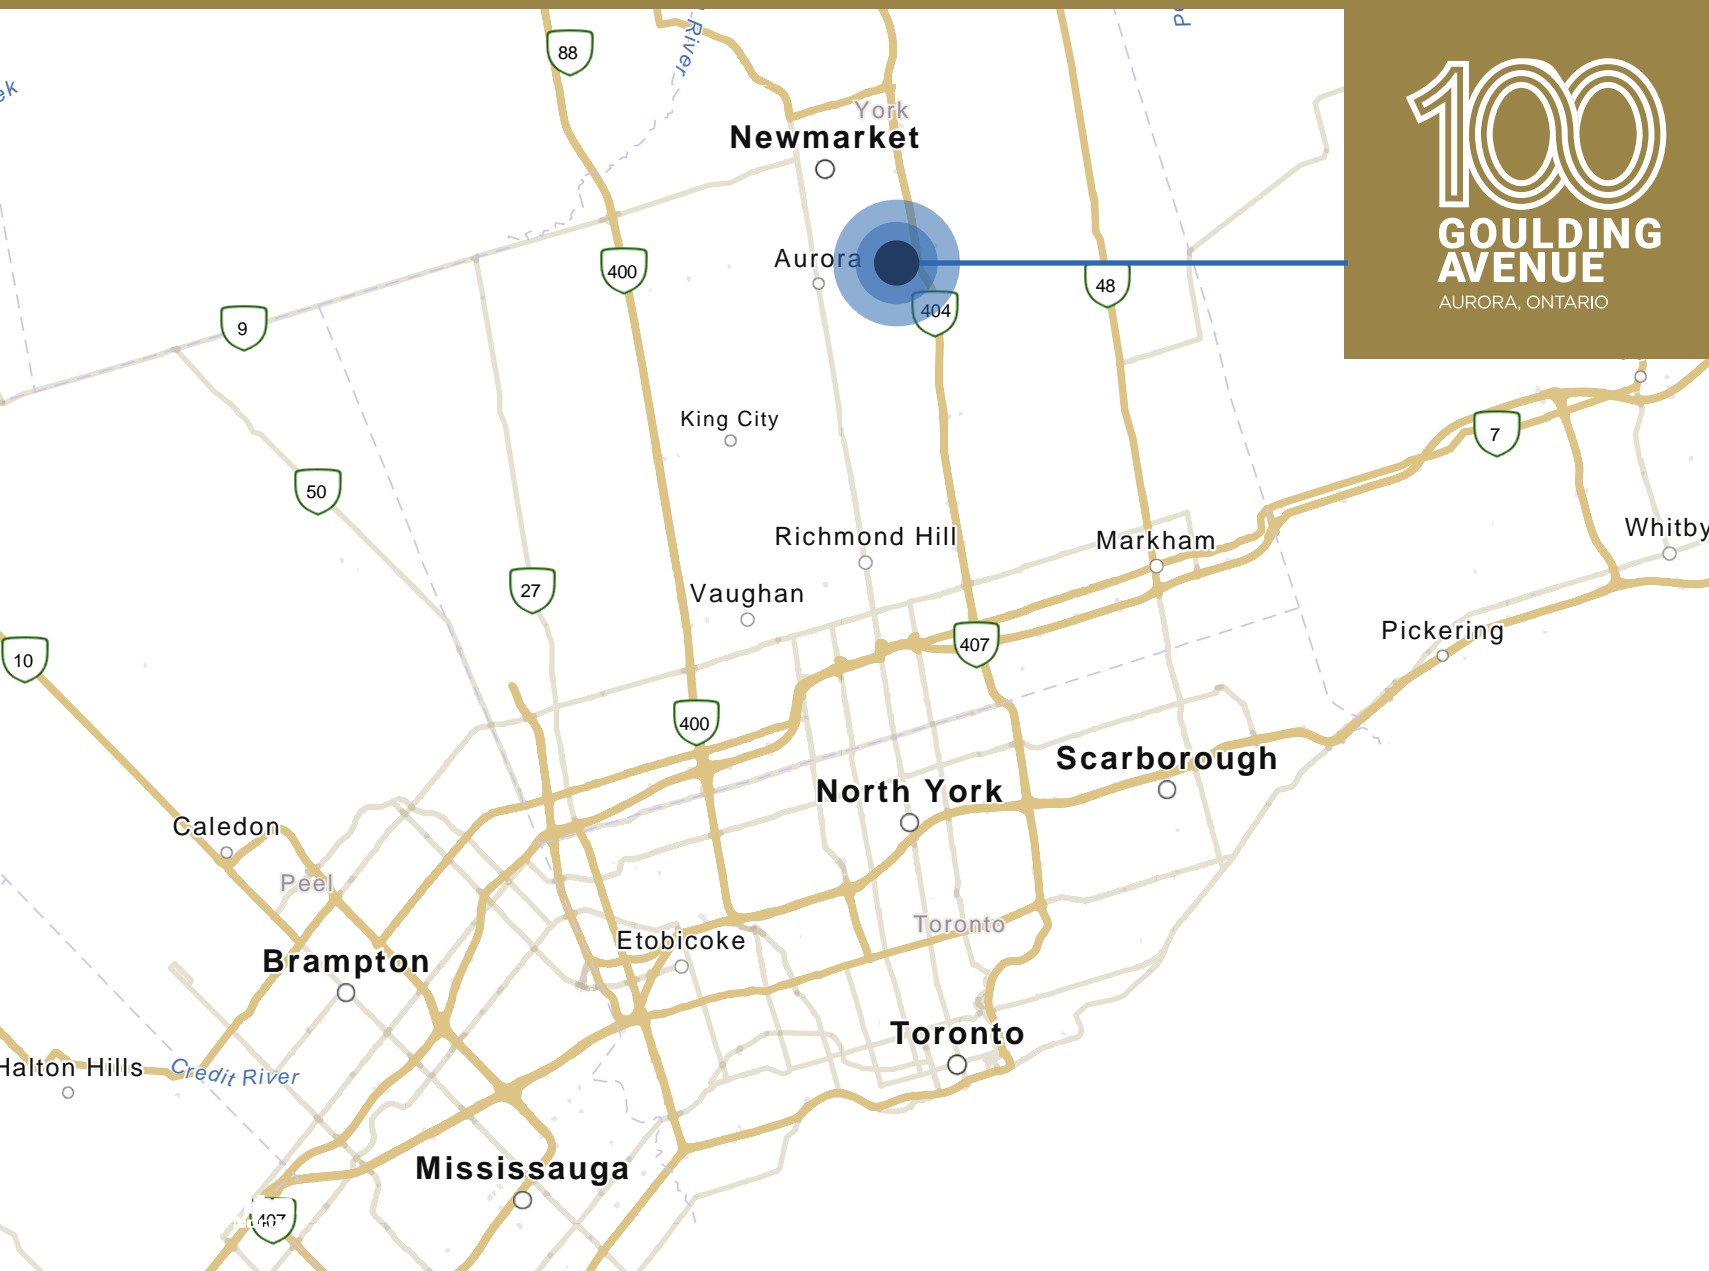 88
River
York
Newmarket
100
GOULDING
AVENUE
AURORA, ONTARIO
Aurora
400
404
48
9
King City
7
50
Richmond Hill
Markham
Whitby
27
Vaughan
Pickering
10
407
400
Scarborough
North York
Caledon
Peel
Toronto
Etobicoke
Brampton
Toronto
Halton Hills
Credit River
Mississauga
407